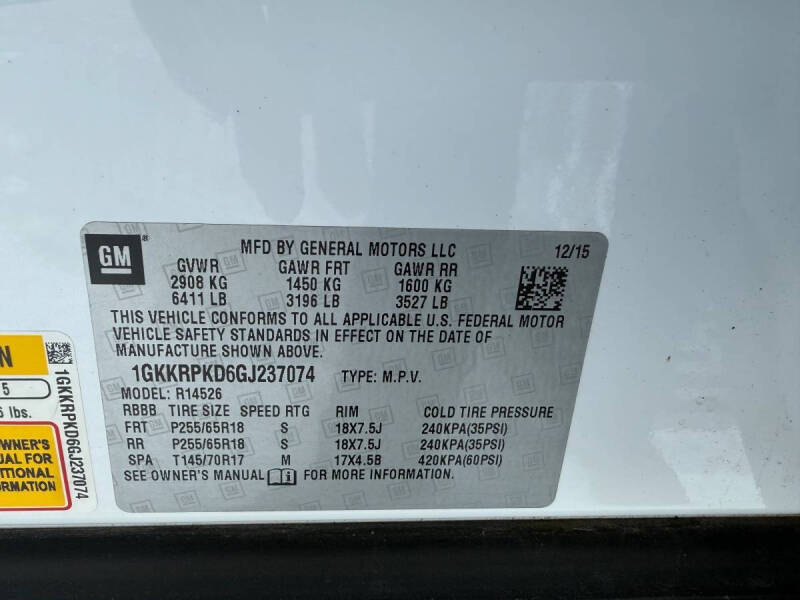 GM
®
MFD BY GENERAL MOTORS LLC 12/15
GVWR GAWR FRT GAWR RR
2908 KG 1450 KG 1600 KG
6411 LB 3196 LB 3527 LB
THIS VEHICLE CONFORMS TO ALL APPLICABLE U.S. FEDERAL MOTOR
VEHICLE SAFETY STANDARDS IN EFFECT ON THE DATE OF
MANUFACTURE SHOWN ABOVE.
1GKKRPKD6GJ237074 TYPE: M.P.V.
MODEL: R14526
RBBB TIRE SIZE SPEED RTG RIM COLD TIRE PRESSURE
FRT P255/65R18 S 18X7.5J 240KPA(35PSI)
RR P255/65R18 S 18X7.5J 240KPA(35PSI)
SPA T145/70R17 M 17X4.5B 420KPA(60PSI)
SEE OWNER'S MANUAL FOR MORE INFORMATION.
N
5
lbs.
WNER'S
UAL FOR
ITIONAL
ORMATION
1GKKRPKD6GJ237074